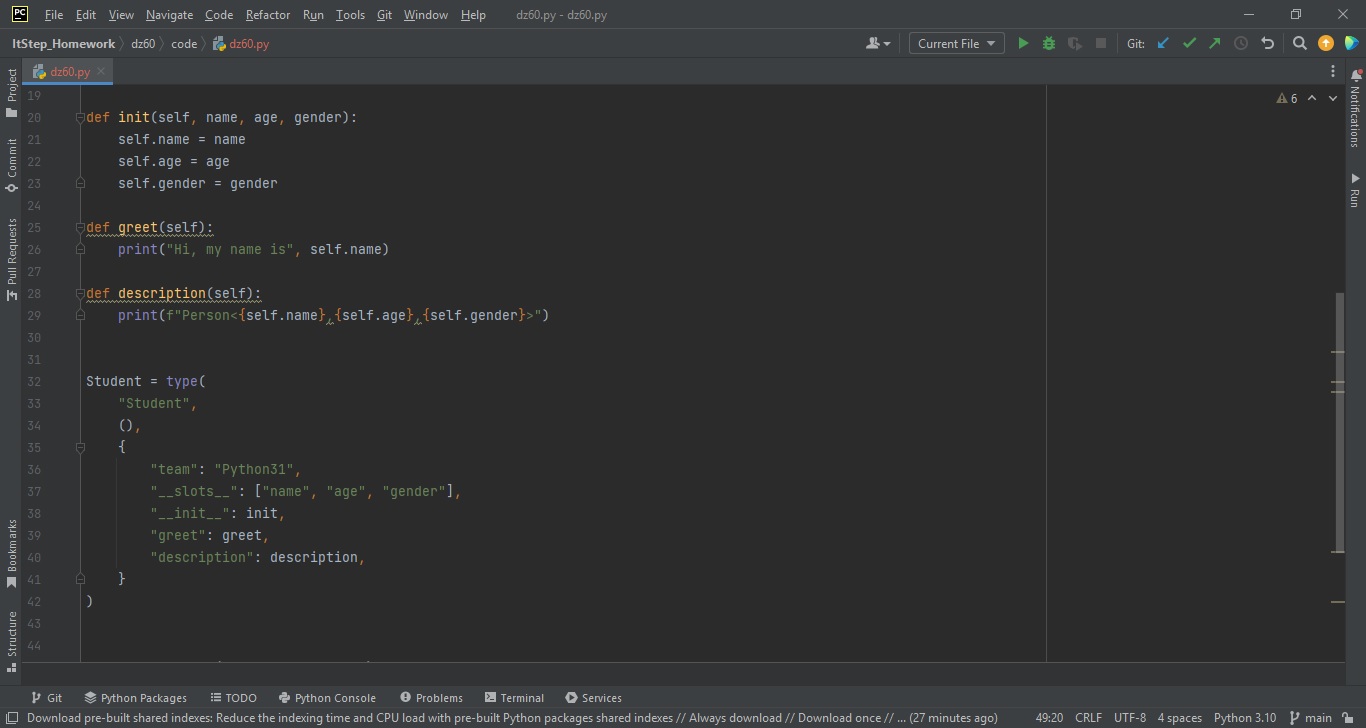 PC File Edit View Navigate Code Refactor Run Tools Git Window Help dz60.py - dz60.py
ItStep_Homework dz60 code dz60.py Current File Git:
dz60.py
19
20 def init(self, name, age, gender):
21 self.name = name
22 self.age = age
23 self.gender = gender
24
25 def greet(self):
26 print("Hi, my name is", self.name)
27
28 def description(self):
29 print(f"Person<{self.name},{self.age},{self.gender}>")
30
31
32 Student = type(
33 "Student",
34 (),
35 {
36 "team": "Python31",
37 "__slots__": ["name", "age", "gender"],
38 "__init__": init,
39 "greet": greet,
40 "description": description,
41 }
42 )
43
44
6
Project
Commit
Pull Requests
Bookmarks
Structure
Notifications
Run
Git Python Packages TODO Python Console Problems Terminal Services
Download pre-built shared indexes: Reduce the indexing time and CPU load with pre-built Python packages shared indexes // Always download // Download once // ... (27 minutes ago) 49:20 CRLF UTF-8 4 spaces Python 3.10 main